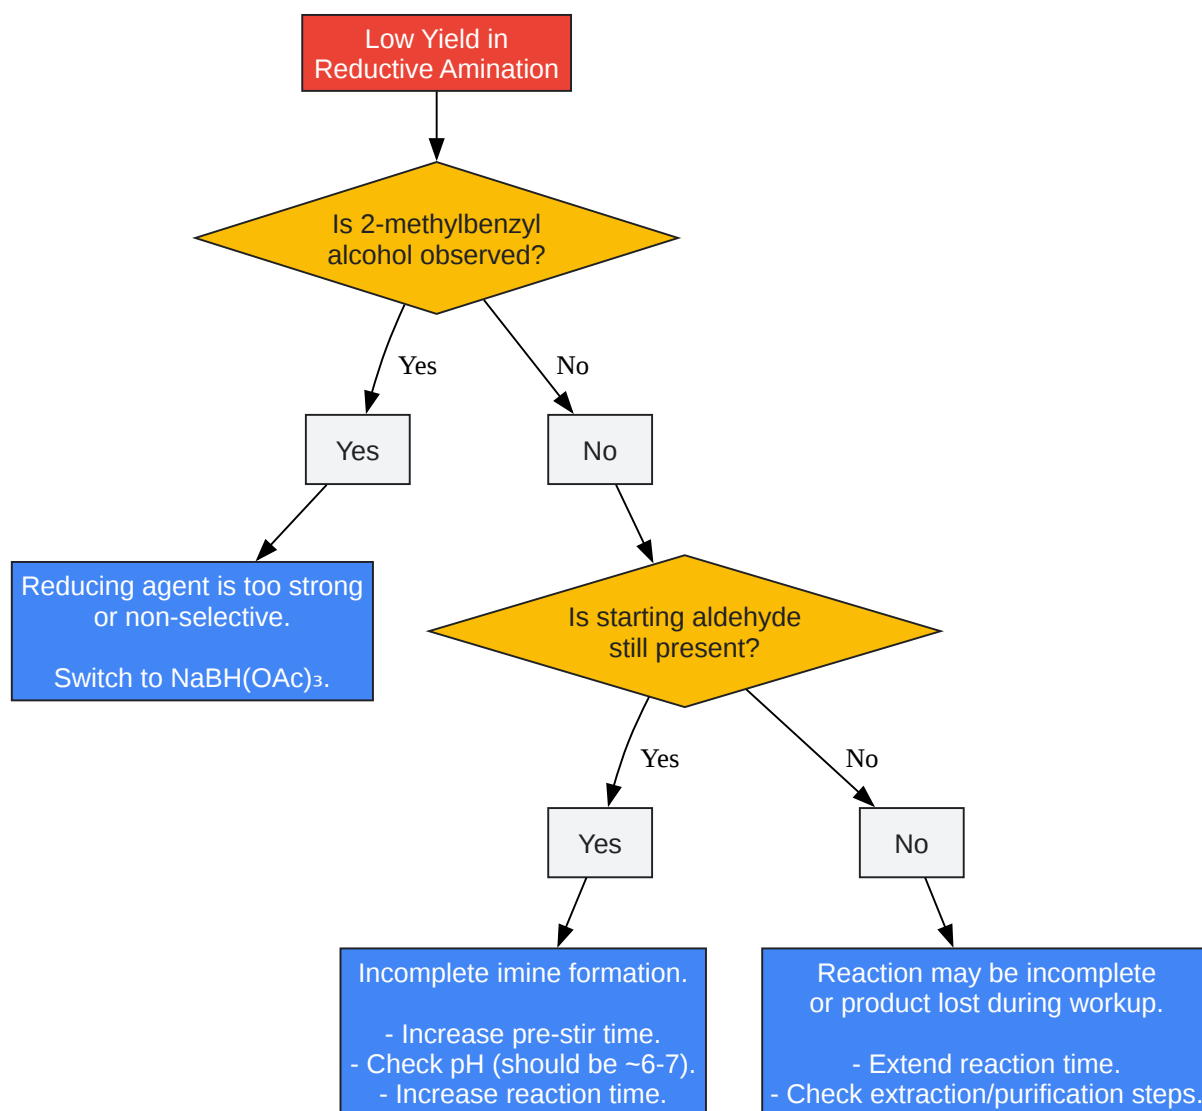 Low Yield in
Reductive Amination
Is 2-methylbenzyl
alcohol observed?
Yes
No
Yes
No
Reducing agent is too strong
or non-selective.
Switch to NaBH(OAc)₃.
Is starting aldehyde
still present?
Yes
No
Yes
No
Incomplete imine formation.
- Increase pre-stir time.
- Check pH (should be ~6-7).
- Increase reaction time.
Reaction may be incomplete
or product lost during workup.
- Extend reaction time.
- Check extraction/purification steps.